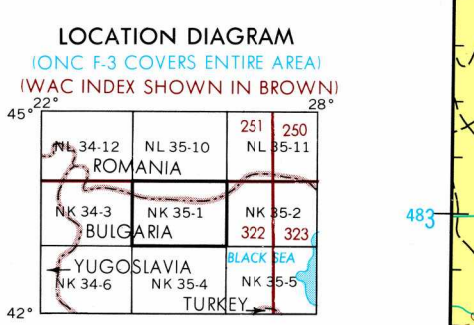 LOCATION DIAGRAM
(ONC F-3 COVERS ENTIRE AREA)
(WAC INDEX SHOWN IN BROWN)
22° 28°
45°
251 250
NL 34-12 NL 35-10 NL 35-11
ROMANIA
NK 34-3 NK 35-1 NK 35-2
483
BULGARIA 322 323
BLACK SEA
YUGOSLAVIA
NK 34-6 NK 35-4 NK 35-5
TURKEY
42°